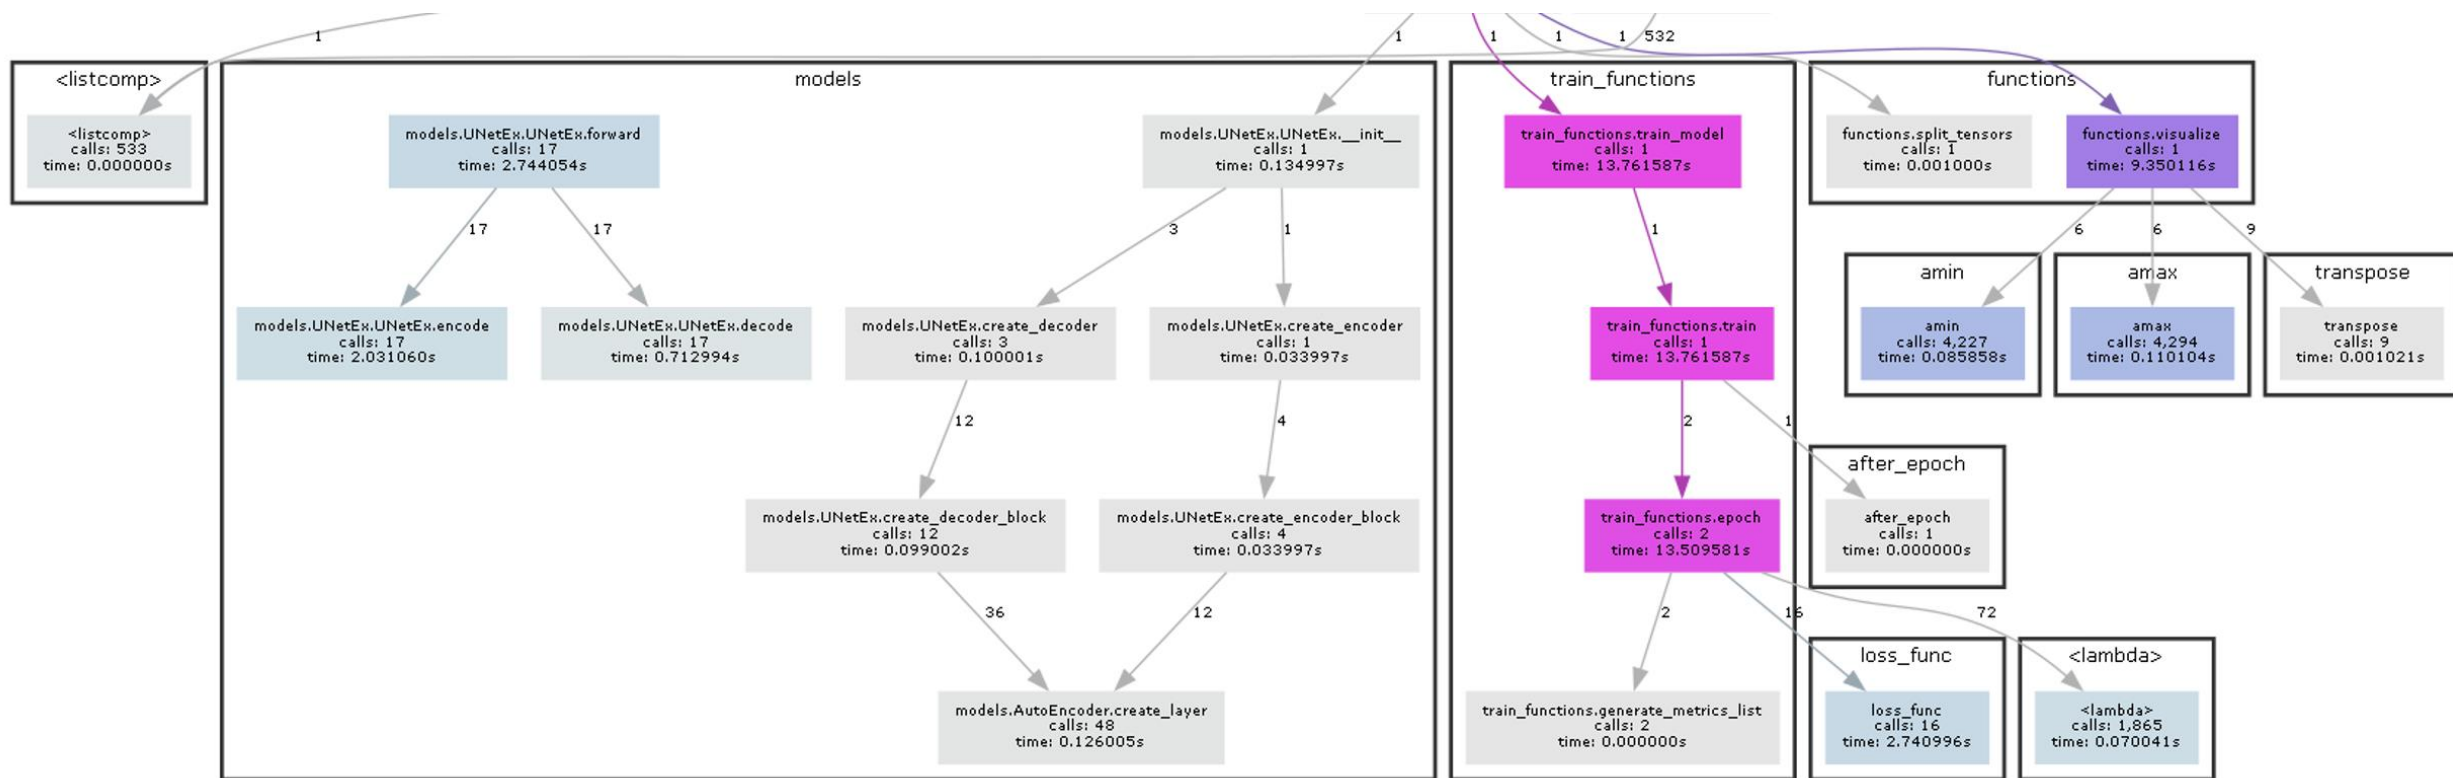 1
1
1
1
1
532
<listcomp>
models
train_functions
functions
<listcomp>
calls: 533
time: 0.000000s
models.UNetEx.UNetEx.forward
calls: 17
time: 2.744054s
models.UNetEx.UNetEx.__init__
calls: 1
time: 0.134997s
train_functions.train_model
calls: 1
time: 13.761587s
functions.split_tensors
calls: 1
time: 0.001000s
functions.visualize
calls: 1
time: 9.350116s
17
17
3
1
1
6
6
9
amin
amax
transpose
models.UNetEx.UNetEx.encode
calls: 17
time: 2.031060s
models.UNetEx.UNetEx.decode
calls: 17
time: 0.712994s
models.UNetEx.create_decoder
calls: 3
time: 0.100001s
models.UNetEx.create_encoder
calls: 1
time: 0.033997s
train_functions.train
calls: 1
time: 13.761587s
amin
calls: 4,227
time: 0.085858s
amax
calls: 4,294
time: 0.110104s
transpose
calls: 9
time: 0.001021s
12
4
2
1
after_epoch
models.UNetEx.create_decoder_block
calls: 12
time: 0.099002s
models.UNetEx.create_encoder_block
calls: 4
time: 0.033997s
train_functions.epoch
calls: 2
time: 13.509581s
after_epoch
calls: 1
time: 0.000000s
36
12
2
16
72
loss_func
<lambda>
models.AutoEncoder.create_layer
calls: 48
time: 0.126005s
train_functions.generate_metrics_list
calls: 2
time: 0.000000s
loss_func
calls: 16
time: 2.740996s
<lambda>
calls: 1,865
time: 0.070041s